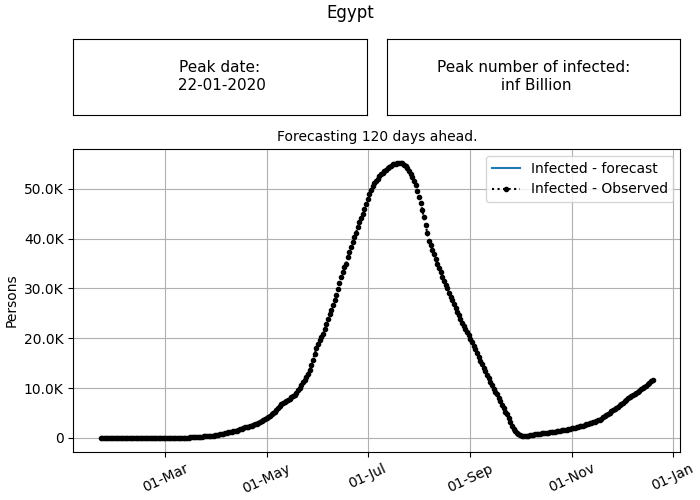 Egypt
Peak date:
22-01-2020
Peak number of infected:
inf Billion
Forecasting 120 days ahead.
Infected - forecast
Infected - Observed
50.0K
40.0K
30.0K
20.0K
10.0K
0
Persons
01-Mar
01-May
01-Jul
01-Sep
01-Nov
01-Jan